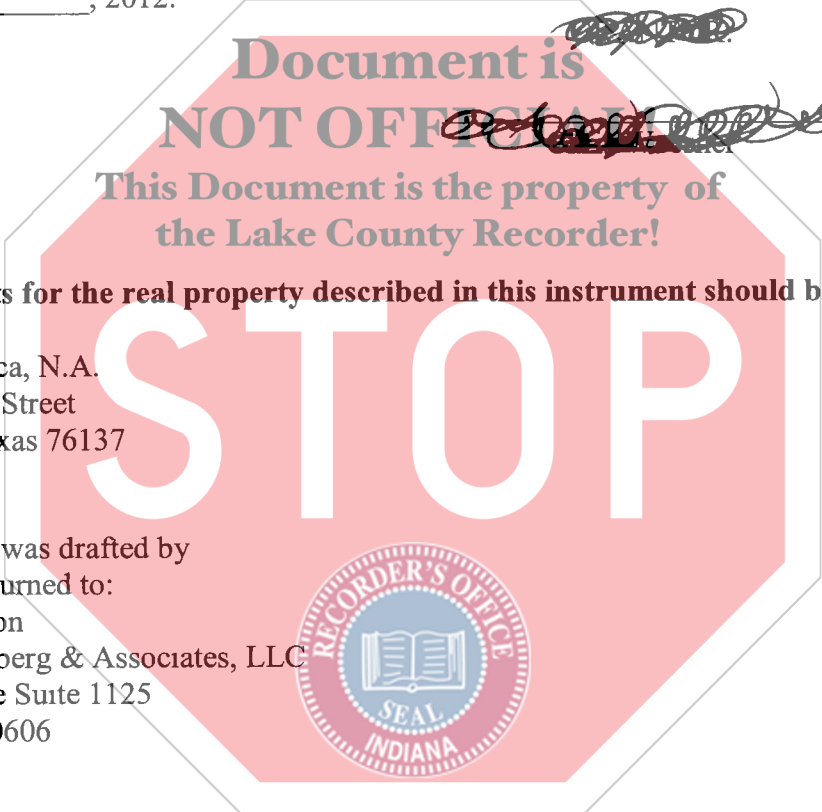 , 2012.
Document is
NOT OFFICIAL!
This Document is the property of
the Lake County Recorder!
s for the real property described in this instrument should b
ca, N.A.
Street
xas 76137
STOP
was drafted by
urned to:
on
berg & Associates, LLC
e Suite 1125
0606
RECORDER'S OFFICE
SEAL
INDIANA